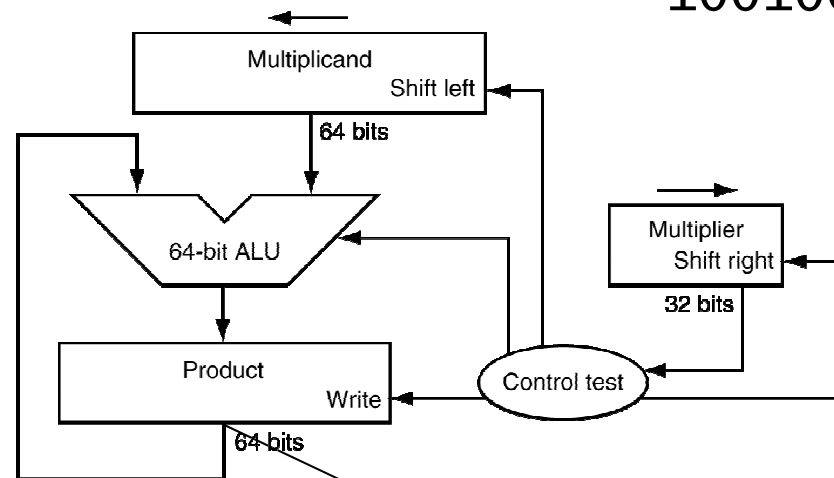 Multiplicand
Shift left
64 bits
64-bit ALU
Multiplier
Shift right
32 bits
Product
Write
Control test
64 bits